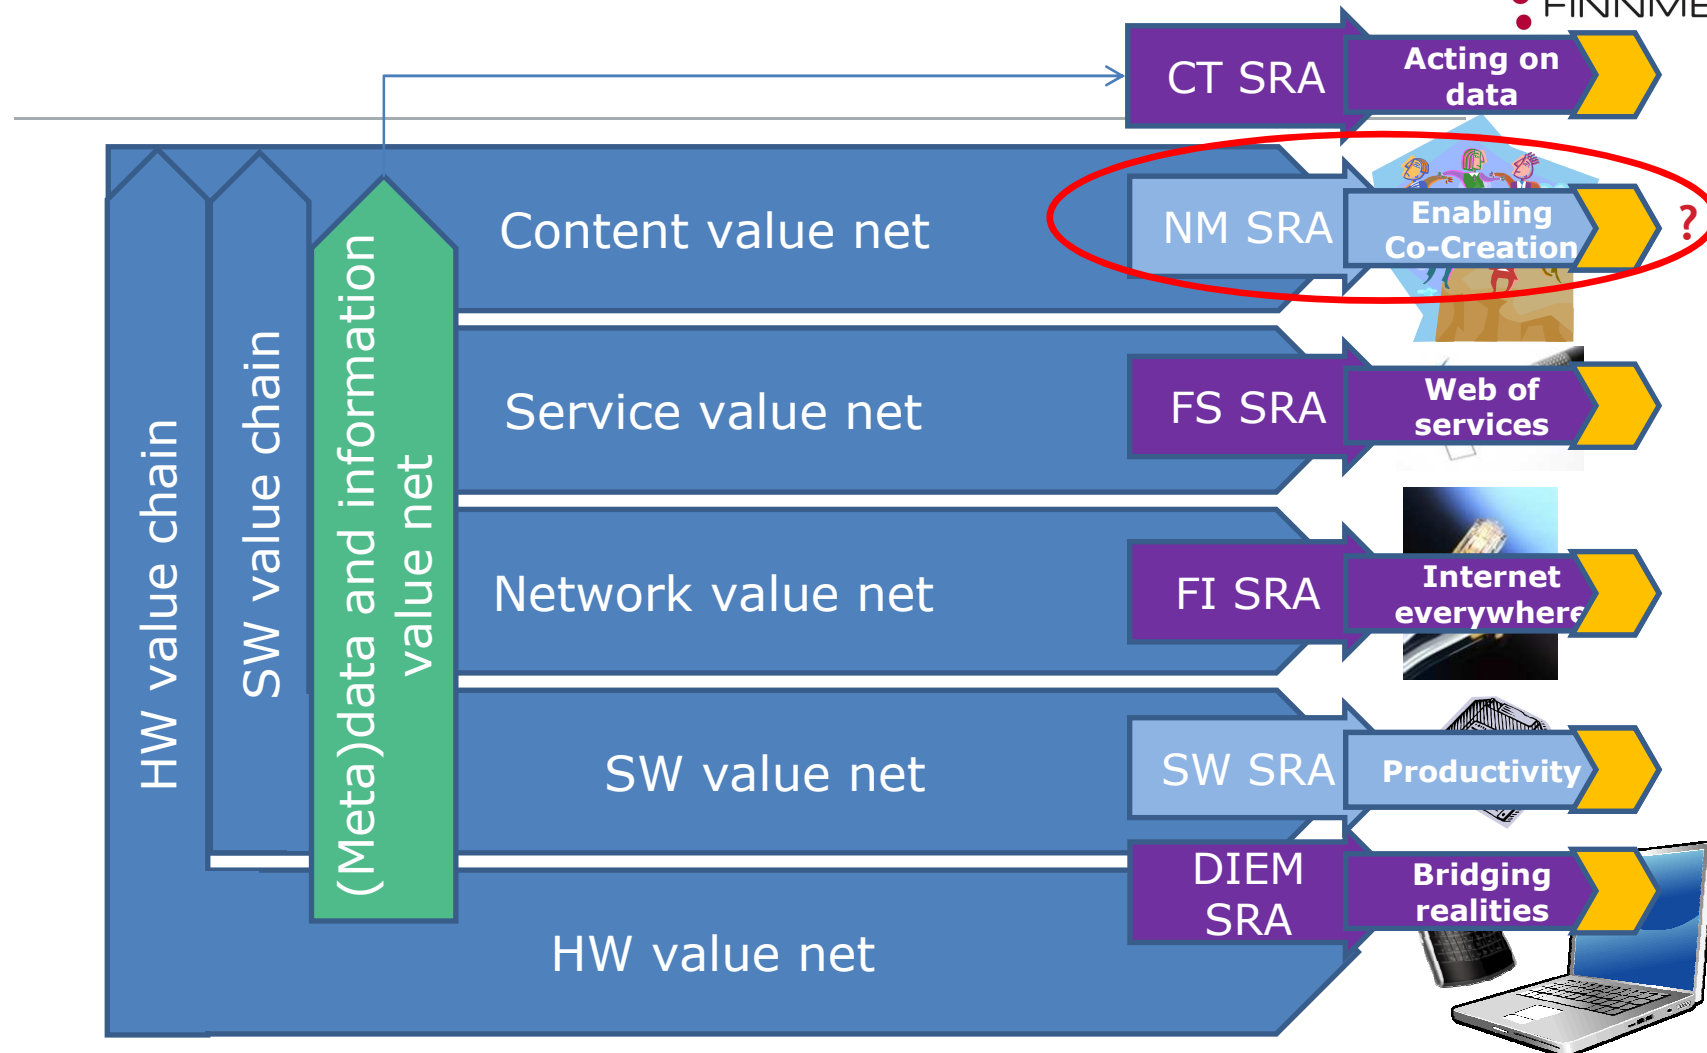 CT SRA
Acting on
data
Content value net
NM SRA
Enabling
Co-Creation
?
Service value net
FS SRA
Web of
services
Network value net
FI SRA
Internet
everywhere
SW value net
SW SRA
Productivity
HW value net
DIEM
SRA
Bridging
realities
HW value chain
SW value chain
(Meta)data and information
value net